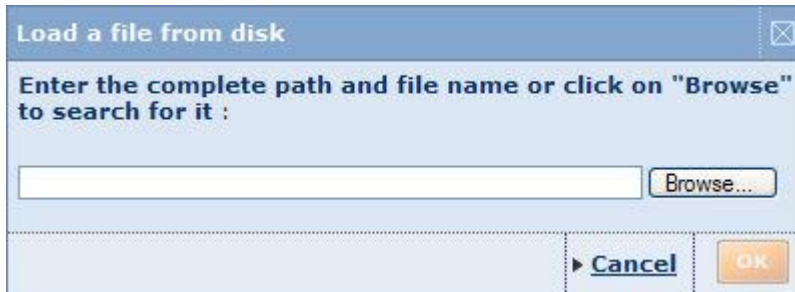 Load a file from disk
Enter the complete path and file name or click on "Browse"
to search for it :
Browse...
Cancel
OK